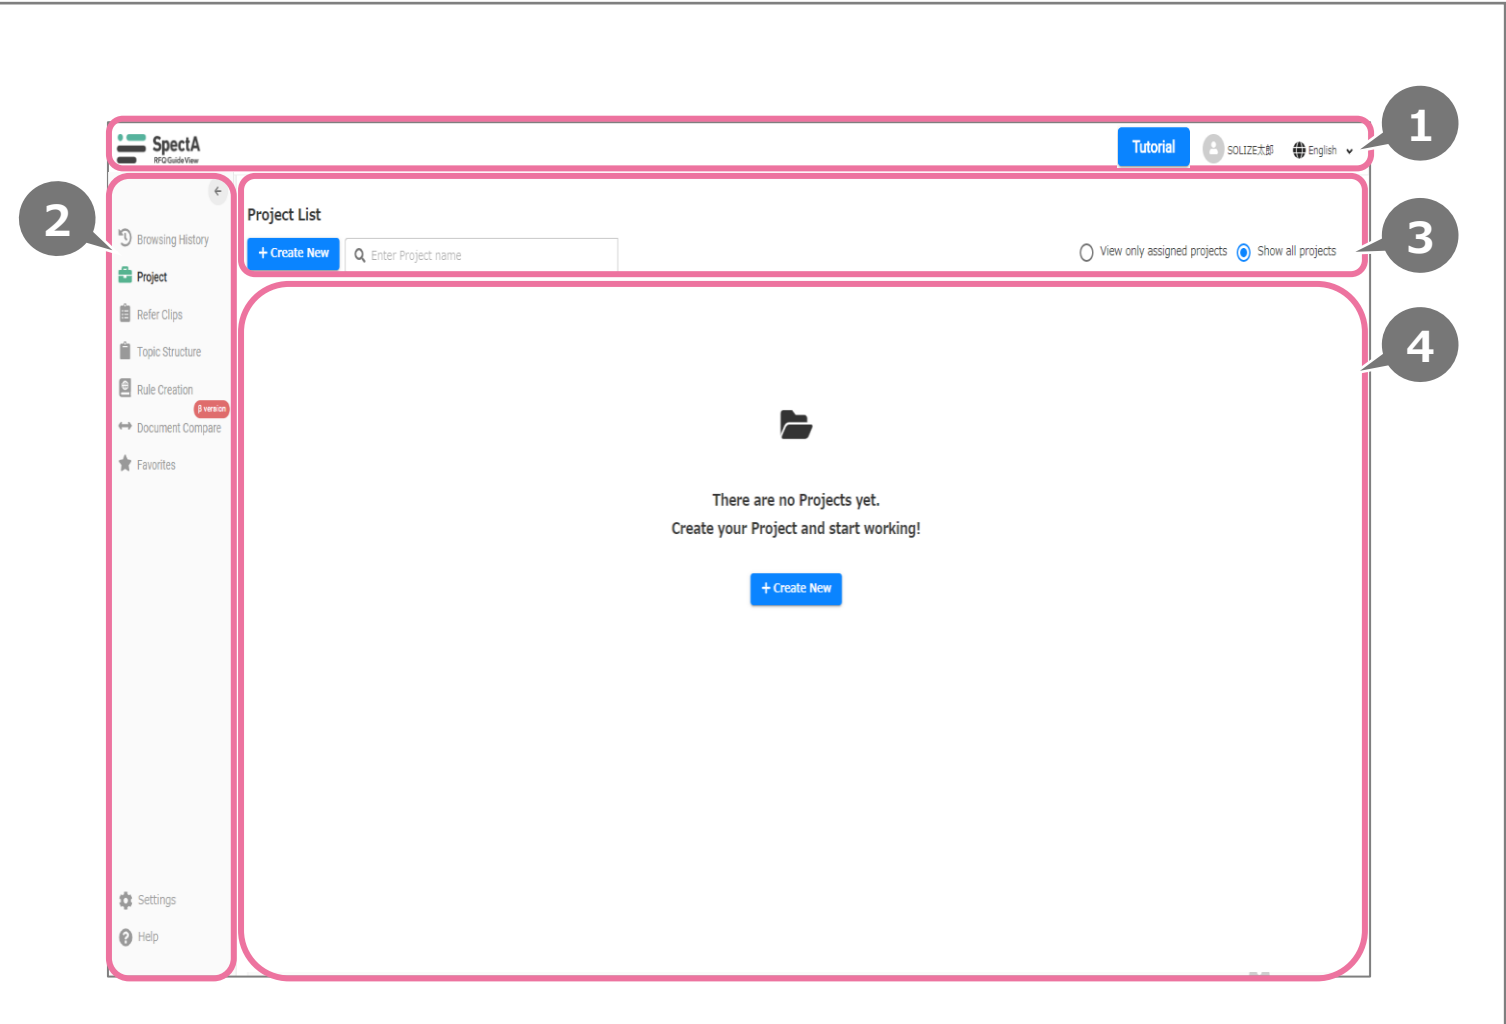 1
SpectA
RFQ Guide View
Tutorial
SOLIZE太郎
English
2
Browsing History
Project
Refer Clips
Topic Structure
Rule Creation
β version
Document Compare
Favorites
Settings
Help
3
Project List
+ Create New
Enter Project name
View only assigned projects
Show all projects
4
There are no Projects yet.
Create your Project and start working!
+ Create New